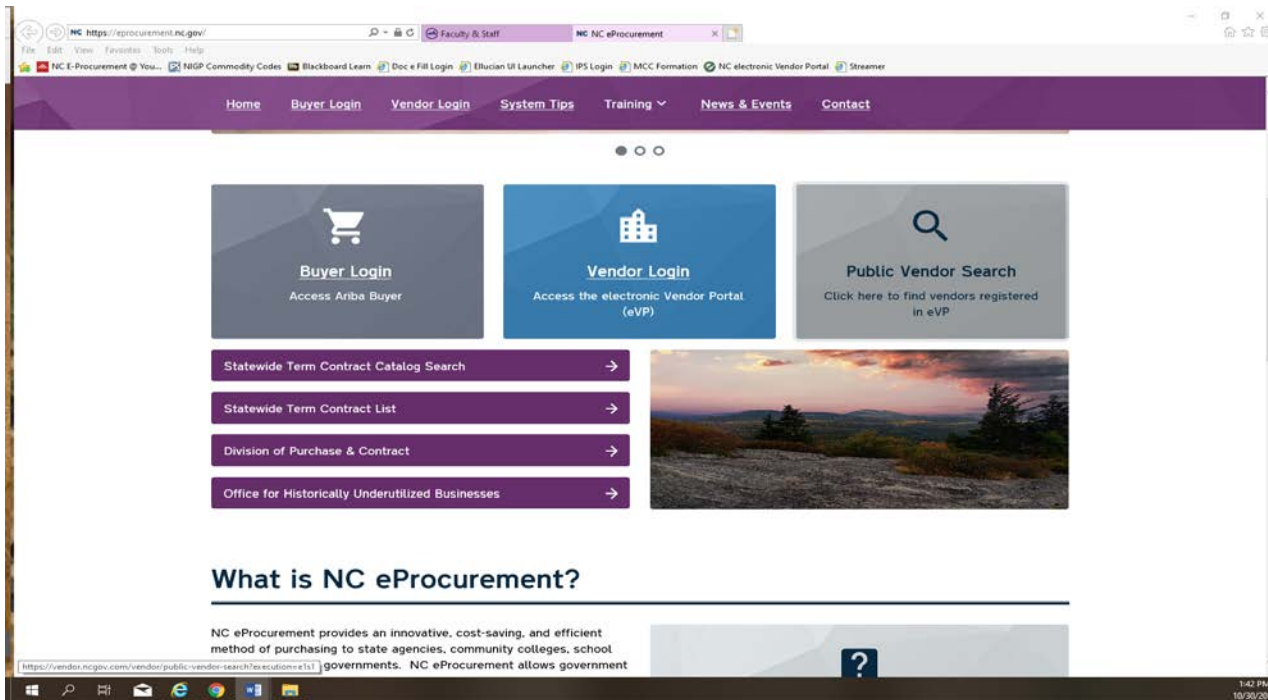 NC https://eprocurement.nc.gov/
Faculty & Staff
NC NC eProcurement
File Edit View Favorites Tools Help
NC E-Procurement @ You... NIGP Commodity Codes Blackboard Learn Doc e Fill Login Ellucian UI Launcher IPS Login MCC Formation NC electronic Vendor Portal Streamer
Home Buyer Login Vendor Login System Tips Training News & Events Contact
Buyer Login
Access Ariba Buyer
Vendor Login
Access the electronic Vendor Portal
(eVP)
Public Vendor Search
Click here to find vendors registered
in eVP
Statewide Term Contract Catalog Search
Statewide Term Contract List
Division of Purchase & Contract
Office for Historically Underutilized Businesses
What is NC eProcurement?
NC eProcurement provides an innovative, cost-saving, and efficient
method of purchasing to state agencies, community colleges, school
governments. NC eProcurement allows government
https://vendor.ncgov.com/vendor/public-vendor-search?execution=e1s1
?
1:42 PM
10/30/20